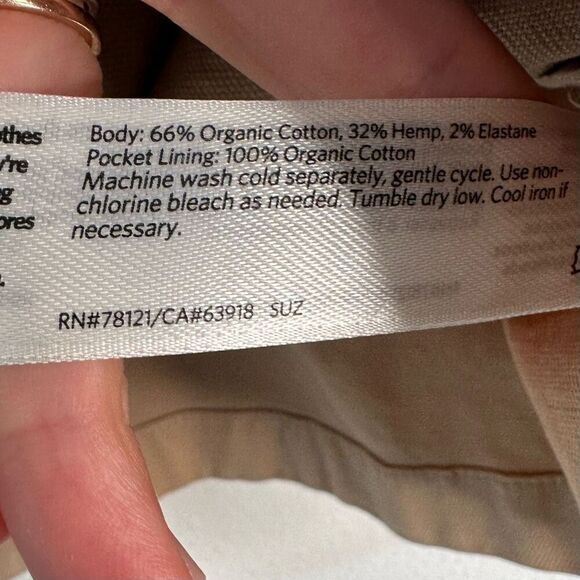 Body: 66% Organic Cotton, 32% Hemp, 2% Elastane
Pocket Lining: 100% Organic Cotton
Machine wash cold separately, gentle cycle. Use non-
chlorine bleach as needed. Tumble dry low. Cool iron if
necessary.
RN#78121/CA#63918 SUZ